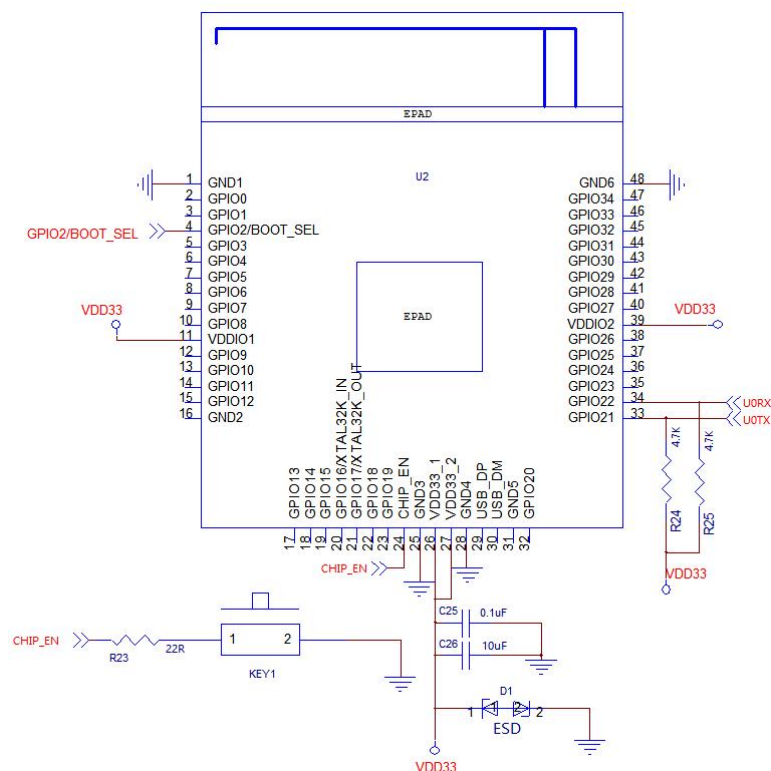 EPAD
U2
1 GND1
2 GPIO0
3 GPIO1
GPIO2/BOOT_SEL 4 GPIO2/BOOT_SEL
5 GPIO3
6 GPIO4
7 GPIO5
8 GPIO6
9 GPIO7
VDD33 10 GPIO8
11 VDDIO1
12 GPIO9
13 GPIO10
14 GPIO11
15 GPIO12
16 GND2
EPAD
GND6 48
GPIO34 47
GPIO33 46
GPIO32 45
GPIO31 44
GPIO30 43
GPIO29 42
GPIO28 41
GPIO27 40 VDD33
VDDIO2 39
GPIO26 38
GPIO25 37
GPIO24 36
GPIO23 35
GPIO22 34 U0RX
GPIO21 33 U0TX
GPIO13 17
GPIO14 18
GPIO15 19
GPIO16/XTAL32K_IN 20
GPIO17/XTAL32K_OUT 21
GPIO18 22
GPIO19 23
CHIP_EN 24
GND3 25
VDD33_1 26
VDD33_2 27
GND4 28
USB_DP 29
USB_DM 30
GND5 31
GPIO20 32
4.7K
R24
4.7K
R25
VDD33
CHIP_EN
C25 0.1uF
C26 10uF
CHIP_EN
R23 22R
1 2
KEY1
D1
1 1 2 2
ESD
VDD33